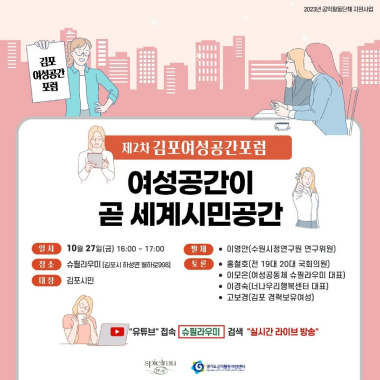 2023년 공익활동단체 지원사업
김포
여성공간
포럼
제2차 김포여성공간포럼
여성공간이
곧 세계시민공간
일시 10월 27일(금) 16:00 ~ 17:00
장소 슈필라우미 [김포시 하성면 월하로998]
대상 김포시민
발제 • 이영안(수원시정연구원 연구위원)
토론 • 홍철호(전 19대 20대 국회의원)
• 이모은(여성공동체 슈필라우미 대표)
• 이경숙(너나우리행복센터 대표)
• 고보경(김포 경력보유여성)
"유튜브" 접속 슈필라우미 검색 "실시간 라이브 방송"
경기도공익활동지원센터